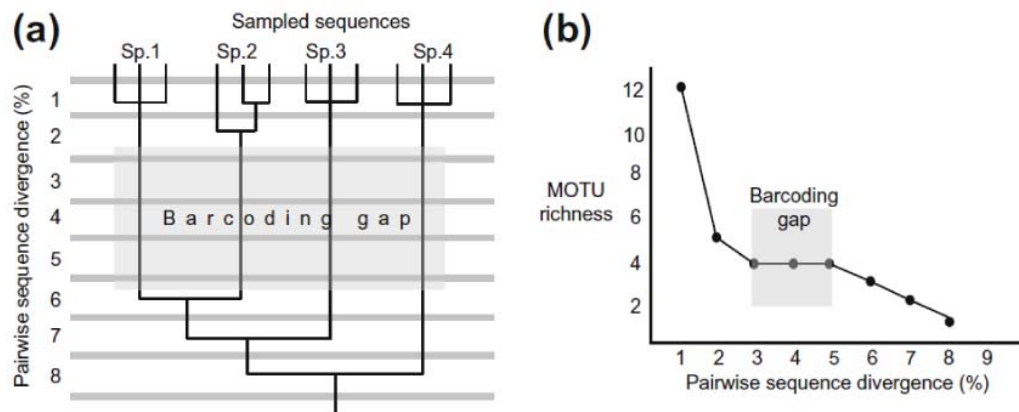 (a)
Sampled sequences
Sp.1 Sp.2 Sp.3 Sp.4
Pairwise sequence divergence (%)
1
2
3
4
5
6
7
8
Barcoding gap
(b)
12
10
8
6
4
2
MOTU
richness
Barcoding
gap
1 2 3 4 5 6 7 8 9
Pairwise sequence divergence (%)